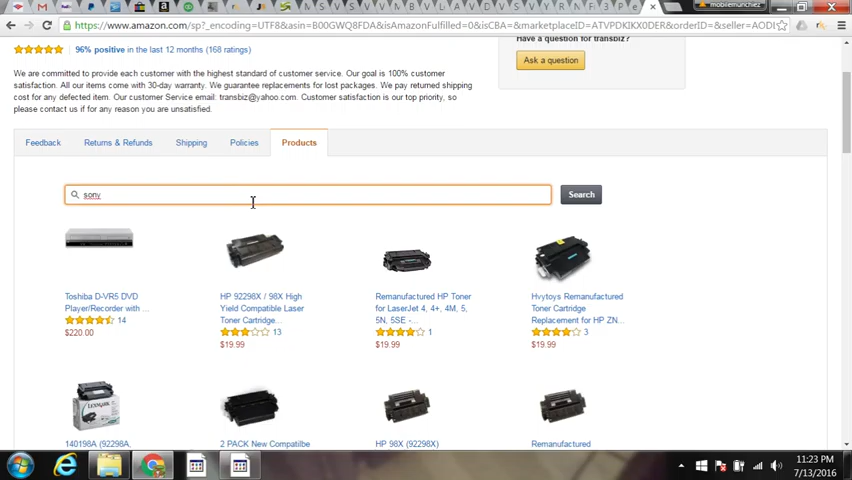 mobilemunchiez
https://www.amazon.com/sp?_encoding=UTF8&asin=B00GWQ8FDA&isAmazonFulfilled=0&isCBA=&marketplaceID=ATVPDKIKX0DER&orderID=&seller=AODI
Have a question for transbiz?
96% positive in the last 12 months (168 ratings)
Ask a question
We are committed to provide each customer with the highest standard of customer service. Our goal is 100% customer
satisfaction. All our items come with 30-day warranty. We guarantee replacements for lost packages. We pay returned shipping
cost for any defected item. Our customer Service email: transbiz@yahoo.com. Customer satisfaction is our top priority, so
please contact us if for any reason you are unsatisfied.
Feedback Returns & Refunds Shipping Policies Products
sony Search
Toshiba D-VR5 DVD
Player/Recorder with ...
14
$220.00
HP 92298X / 98X High
Yield Compatible Laser
Toner Cartridge...
13
$19.99
Remanufactured HP Toner
for LaserJet 4, 4+, 4M, 5,
5N, 5SE -...
1
$19.99
Hvytoys Remanufactured
Toner Cartridge
Replacement for HP ZN...
3
$19.99
LEXMARK
140198A (92298A,
2 PACK New Compatilbe
HP 98X (92298X)
Remanufactured
11:23 PM
7/13/2016